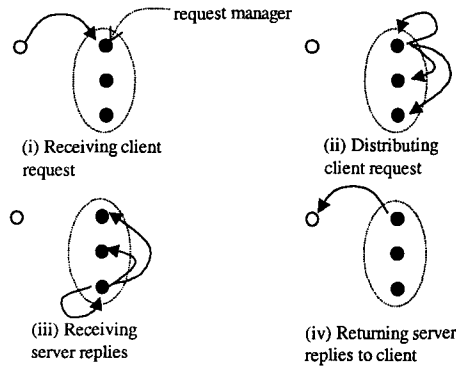 request manager
(i) Receiving client
request
(ii) Distributing
client request
(iii) Receiving
server replies
(iv) Returning server
replies to client